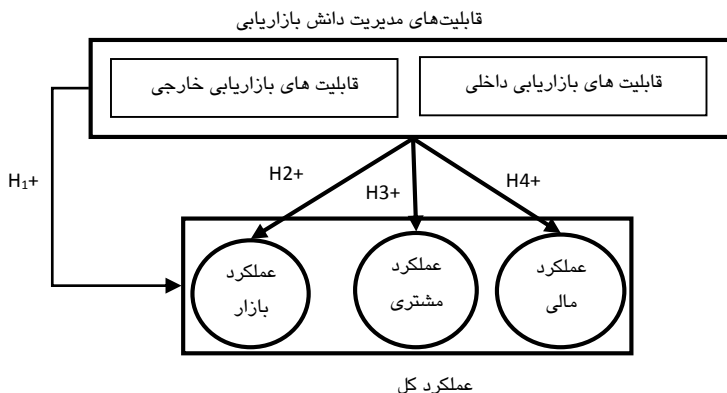 قابلیت‌های مدیریت دانش بازاریابی
قابلیت های بازاریابی داخلی
قابلیت های بازاریابی خارجی
H₁+
H2+
H3+
H4+
عملکرد
بازار
عملکرد
مشتری
عملکرد
مالی
عملکرد کل